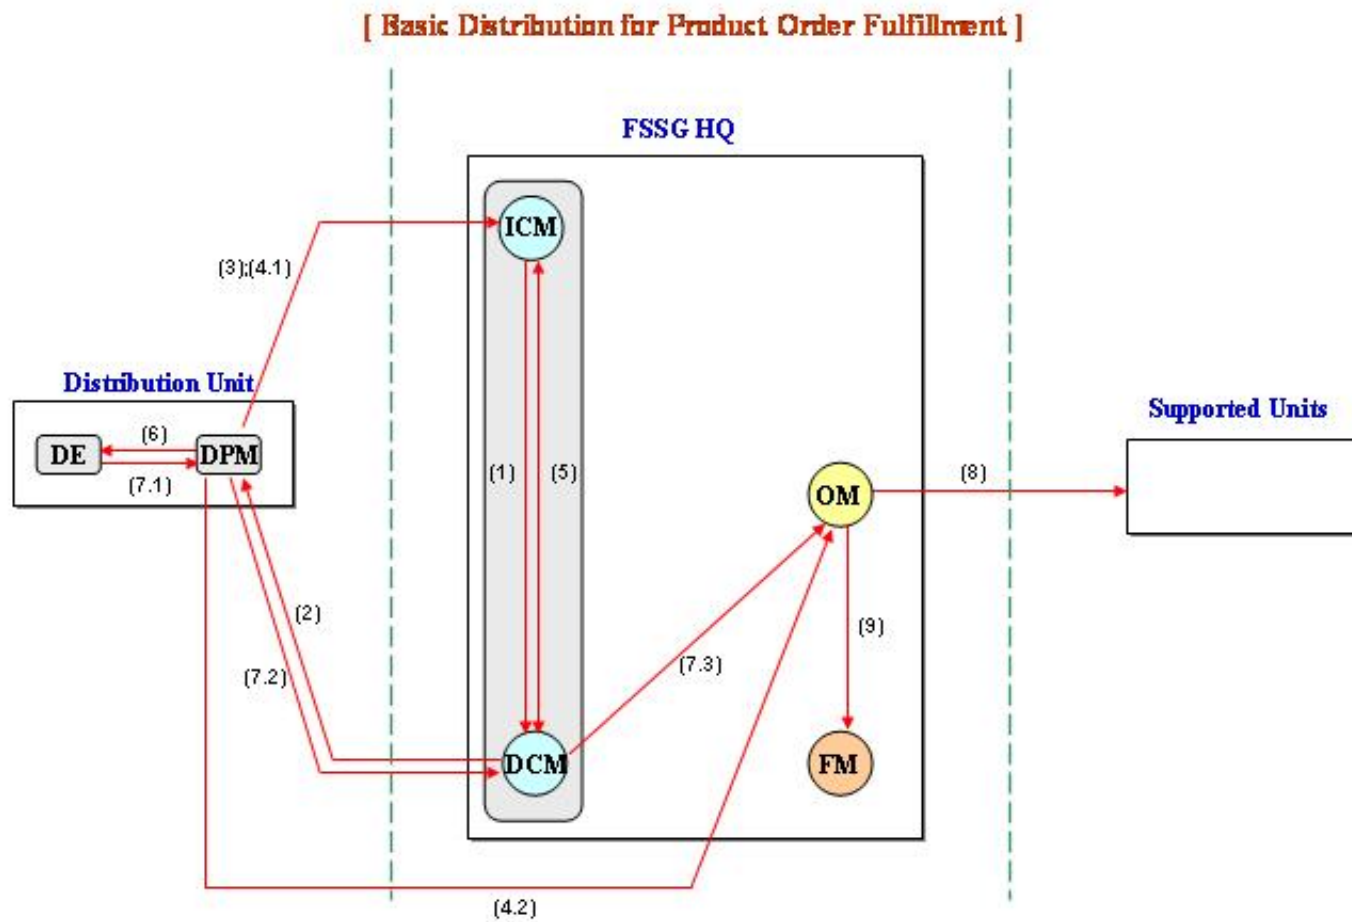 [ Basic Distribution for Product Order Fulfillment ]
FSSG HQ
ICM
(3);(4.1)
Distribution Unit
Supported Units
DE
(6)
DPM
(7.1)
(1)
(5)
OM
(8)
(2)
(7.2)
(7.3)
(9)
DCM
FM
(4.2)